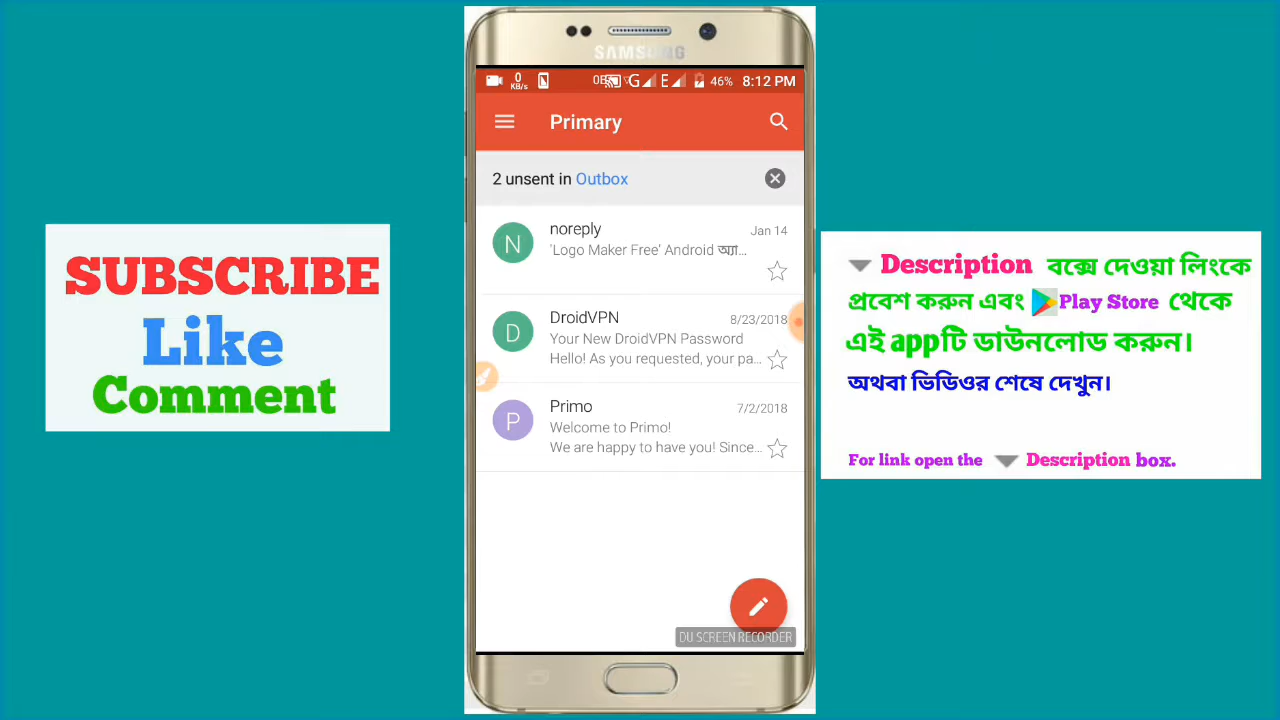 SUBSCRIBE
Like
Comment
SAMSUNG
0
KB/s
G
E
46%
8:12 PM
Primary
2 unsent in Outbox
N
noreply
Jan 14
'Logo Maker Free' Android অ্যা...
D
DroidVPN
8/23/2018
Your New DroidVPN Password
Hello! As you requested, your pa...
P
Primo
7/2/2018
Welcome to Primo!
We are happy to have you! Since...
DU SCREEN RECORDER
Description বক্সে দেওয়া লিংকে
প্রবেশ করুন এবং Play Store থেকে
এই appটি ডাউনলোড করুন।
অথবা ভিডিওর শেষে দেখুন।
For link open the Description box.